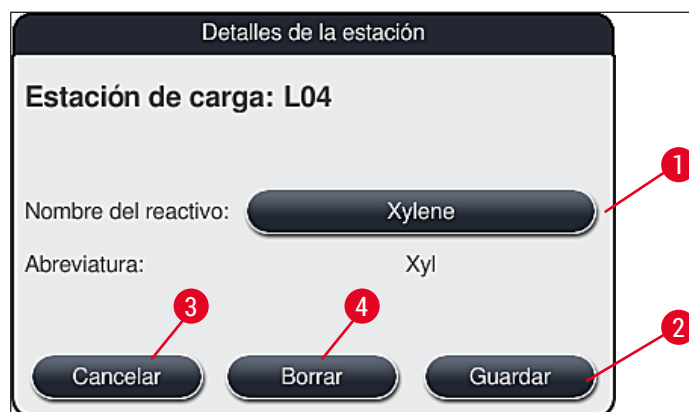 Detalles de la estación
Estación de carga: L04
1
Nombre del reactivo: Xylene
Abreviatura: Xyl
3 4
2
Cancelar Borrar Guardar